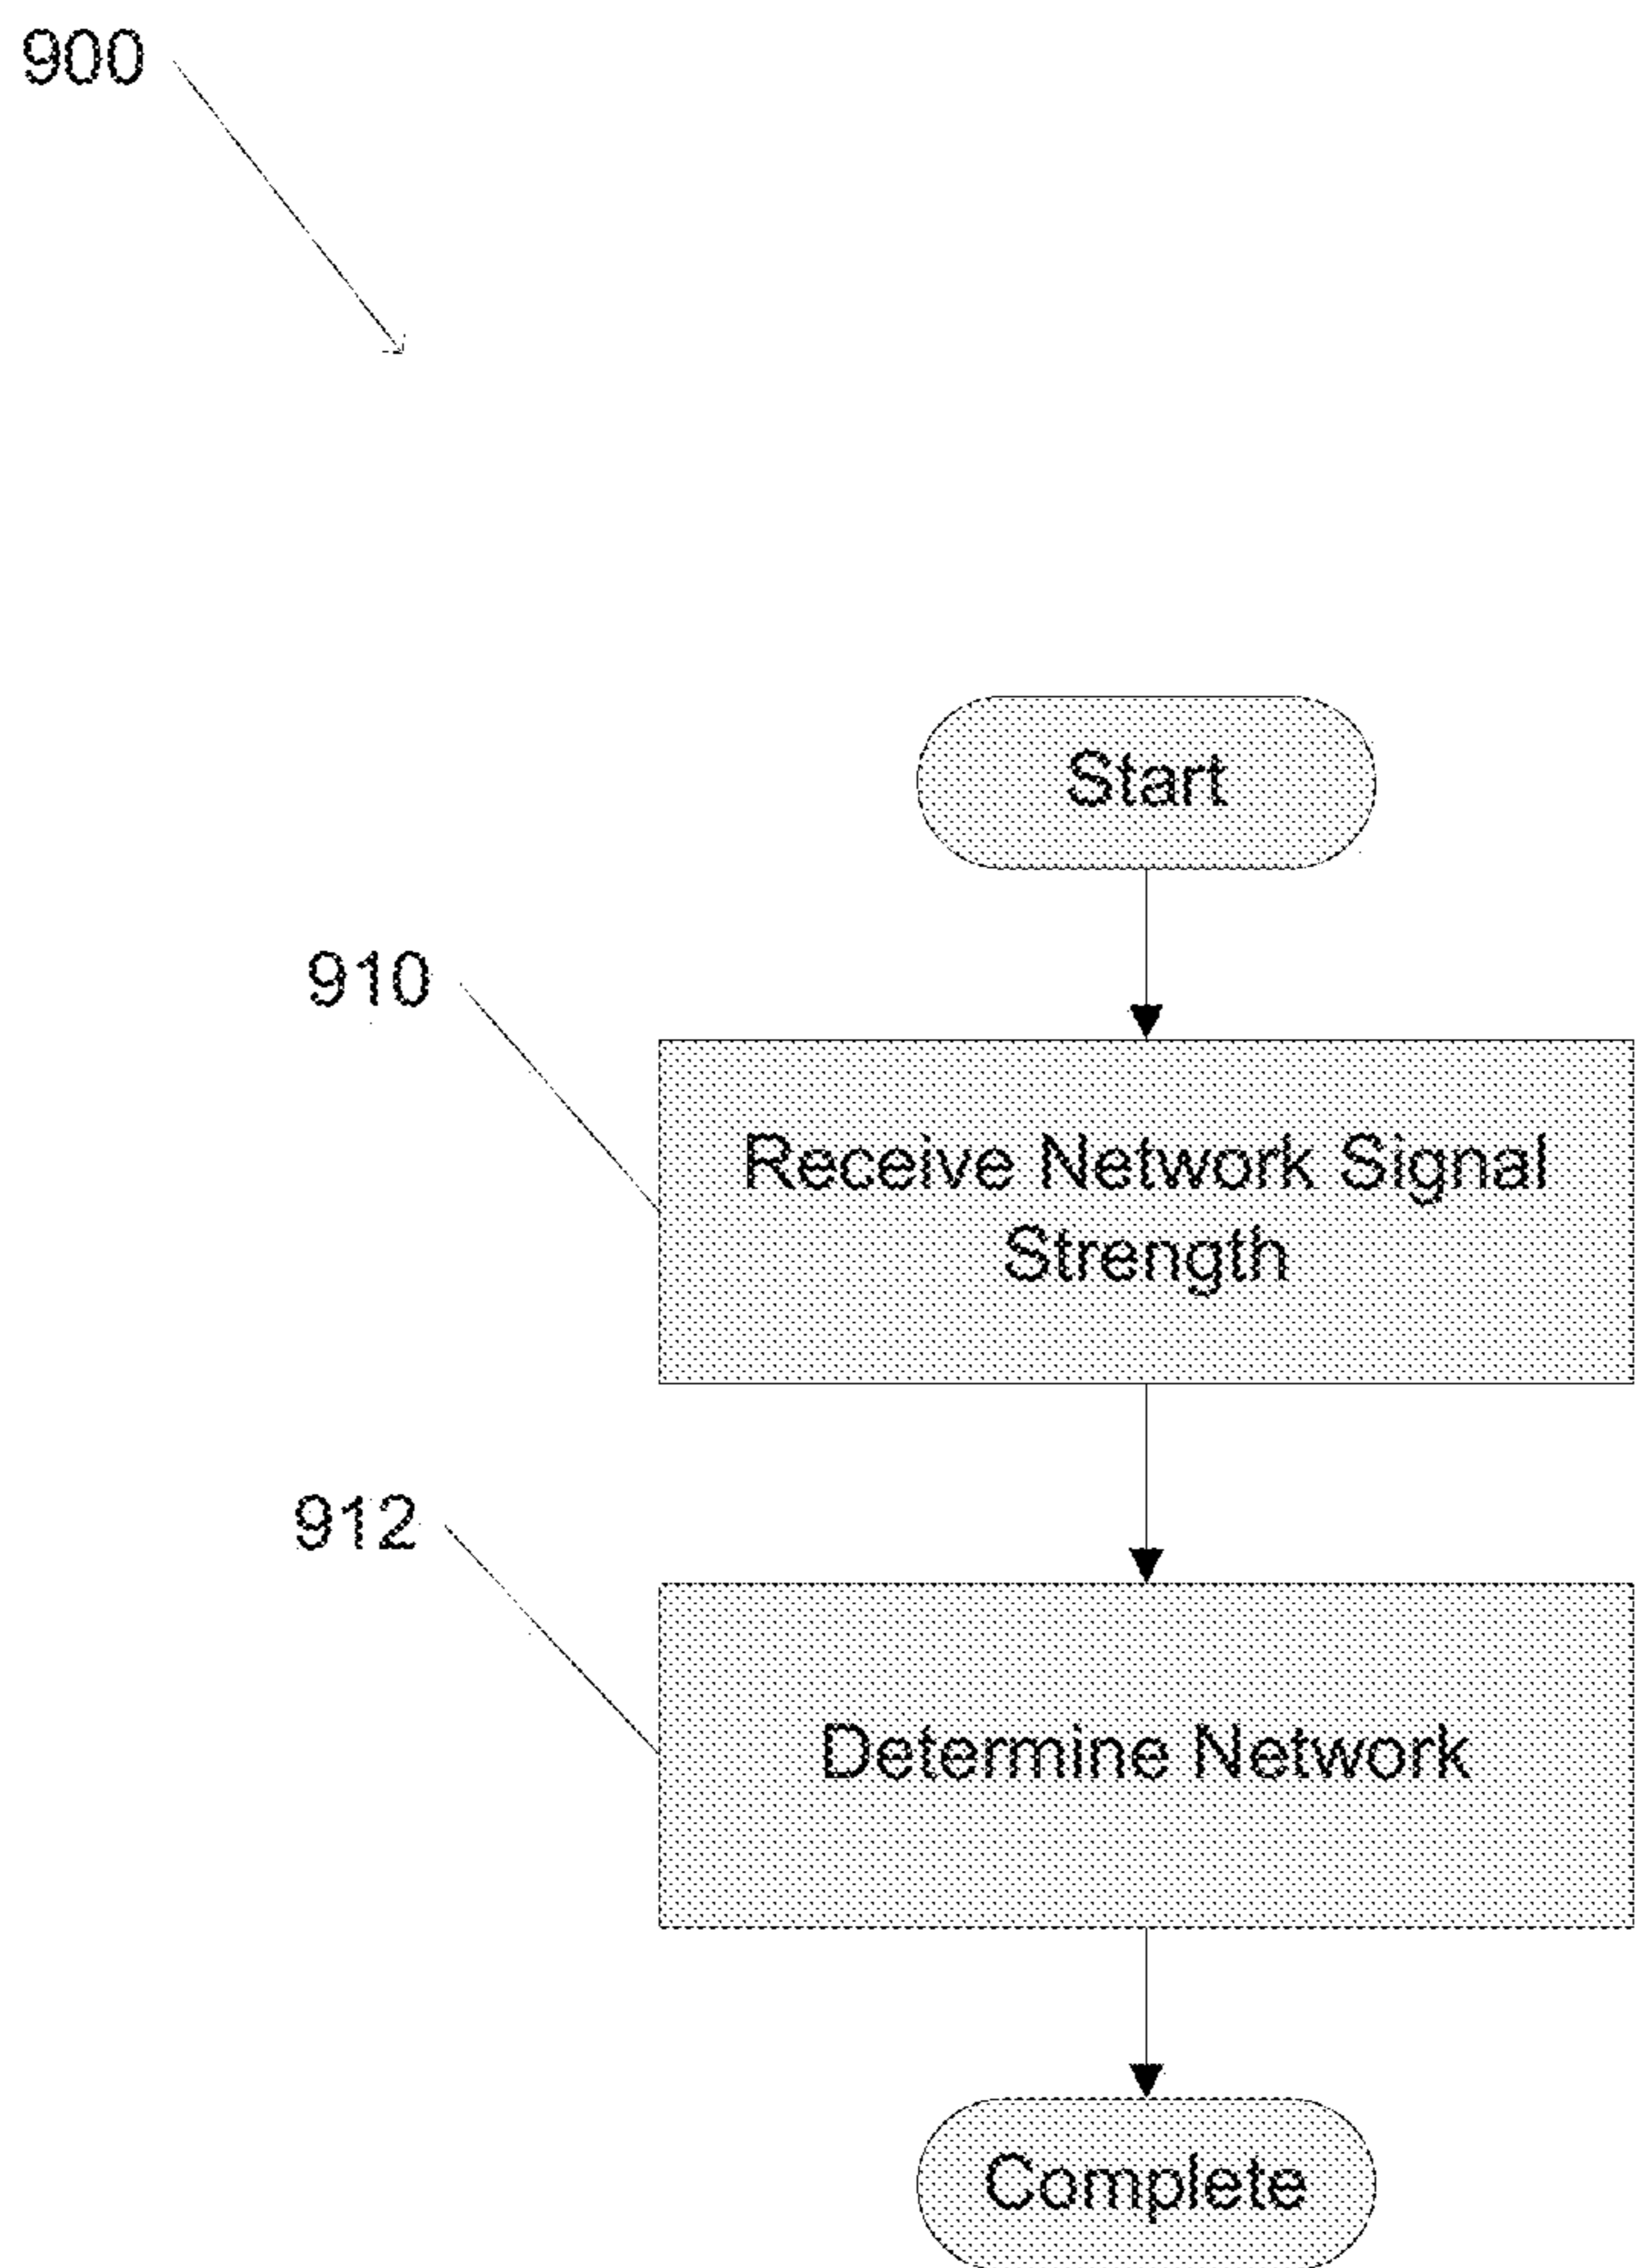 900
Start
910
Receive Network Signal
Strength
912
Determine Network
Complete